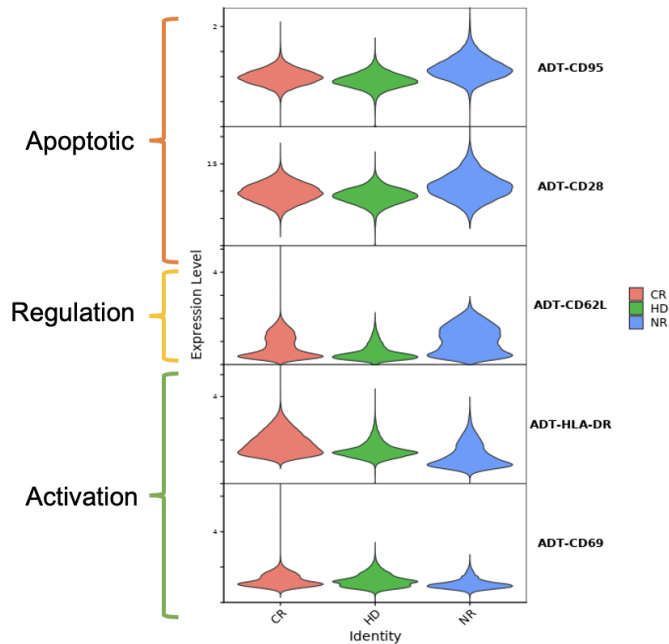 2
ADT-CD95
Apoptotic
1.5
ADT-CD28
Expression Level
4
ADT-CD62L
Regulation
CR
HD
NR
4
ADT-HLA-DR
Activation
4
ADT-CD69
CR
HD
NR
Identity